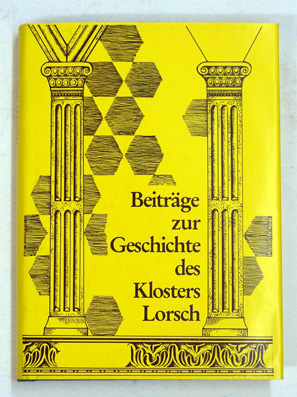 Beiträge
zur
Geschichte
des
Klosters
Lorsch